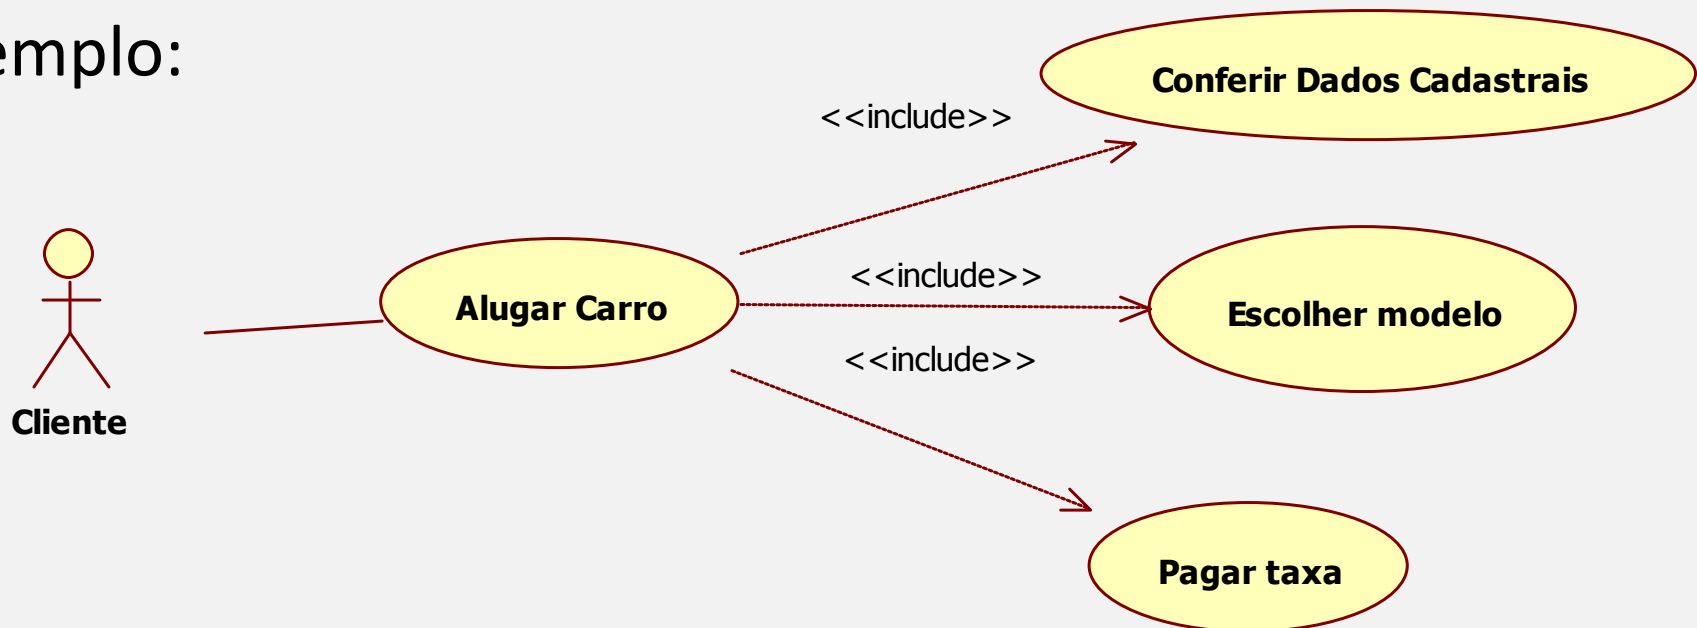 emplo:
Conferir Dados Cadastrais
<<include>>
<<include>>
Alugar Carro
Escolher modelo
<<include>>
Cliente
Pagar taxa